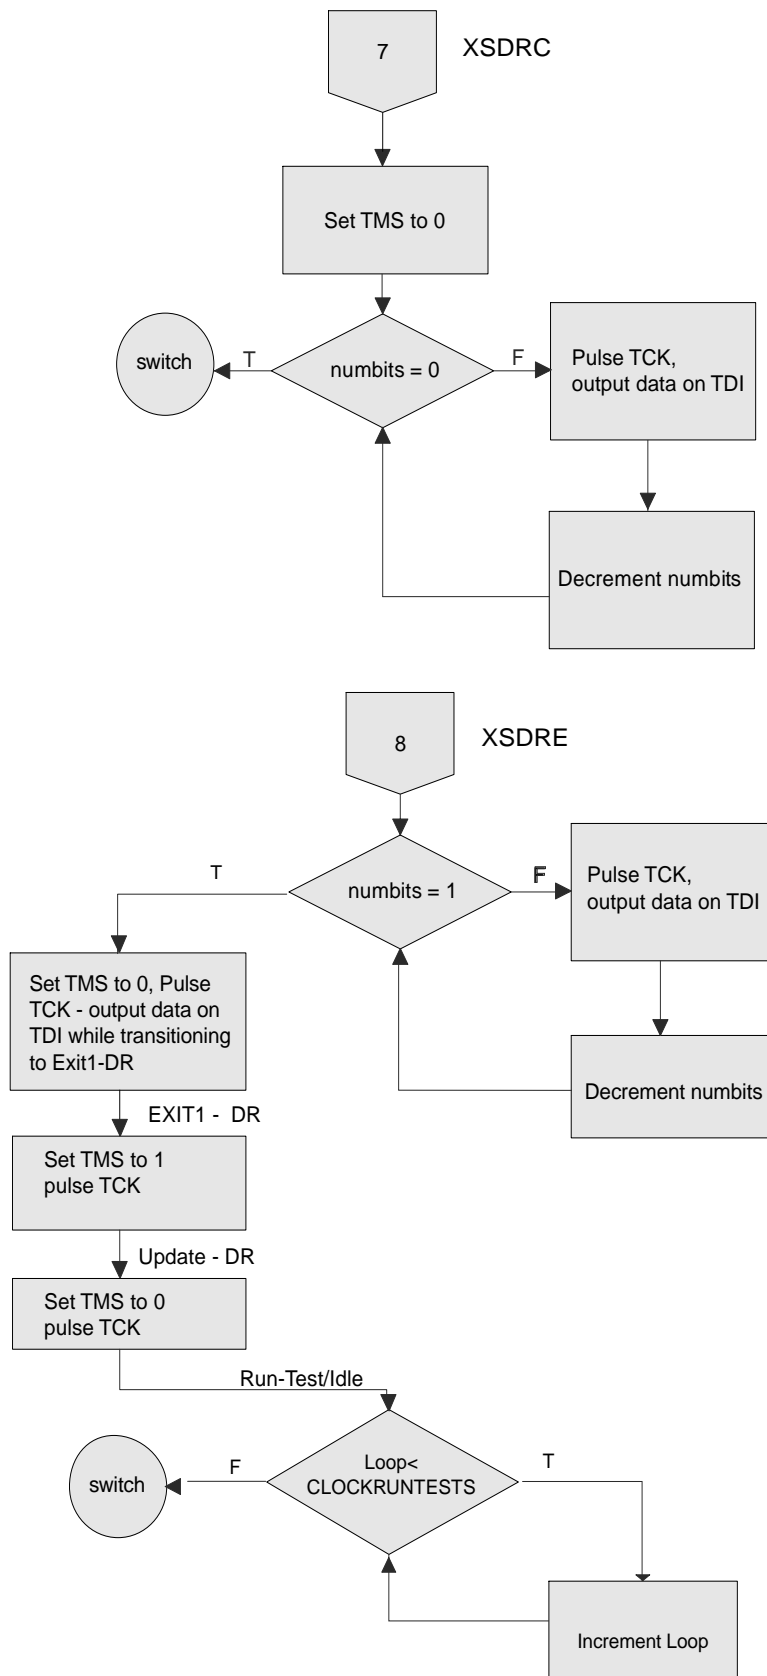 7
XSDRC
Set TMS to 0
switch
T
numbits = 0
F
Pulse TCK,
output data on TDI
Decrement numbits
8
XSDRE
T
numbits = 1
F
Pulse TCK,
output data on TDI
Set TMS to 0, Pulse
TCK - output data on
TDI while transitioning
to Exit1-DR
Decrement numbits
EXIT1 - DR
Set TMS to 1
pulse TCK
Update - DR
Set TMS to 0
pulse TCK
Run-Test/Idle
switch
F
Loop<
CLOCKRUNTESTS
T
Increment Loop